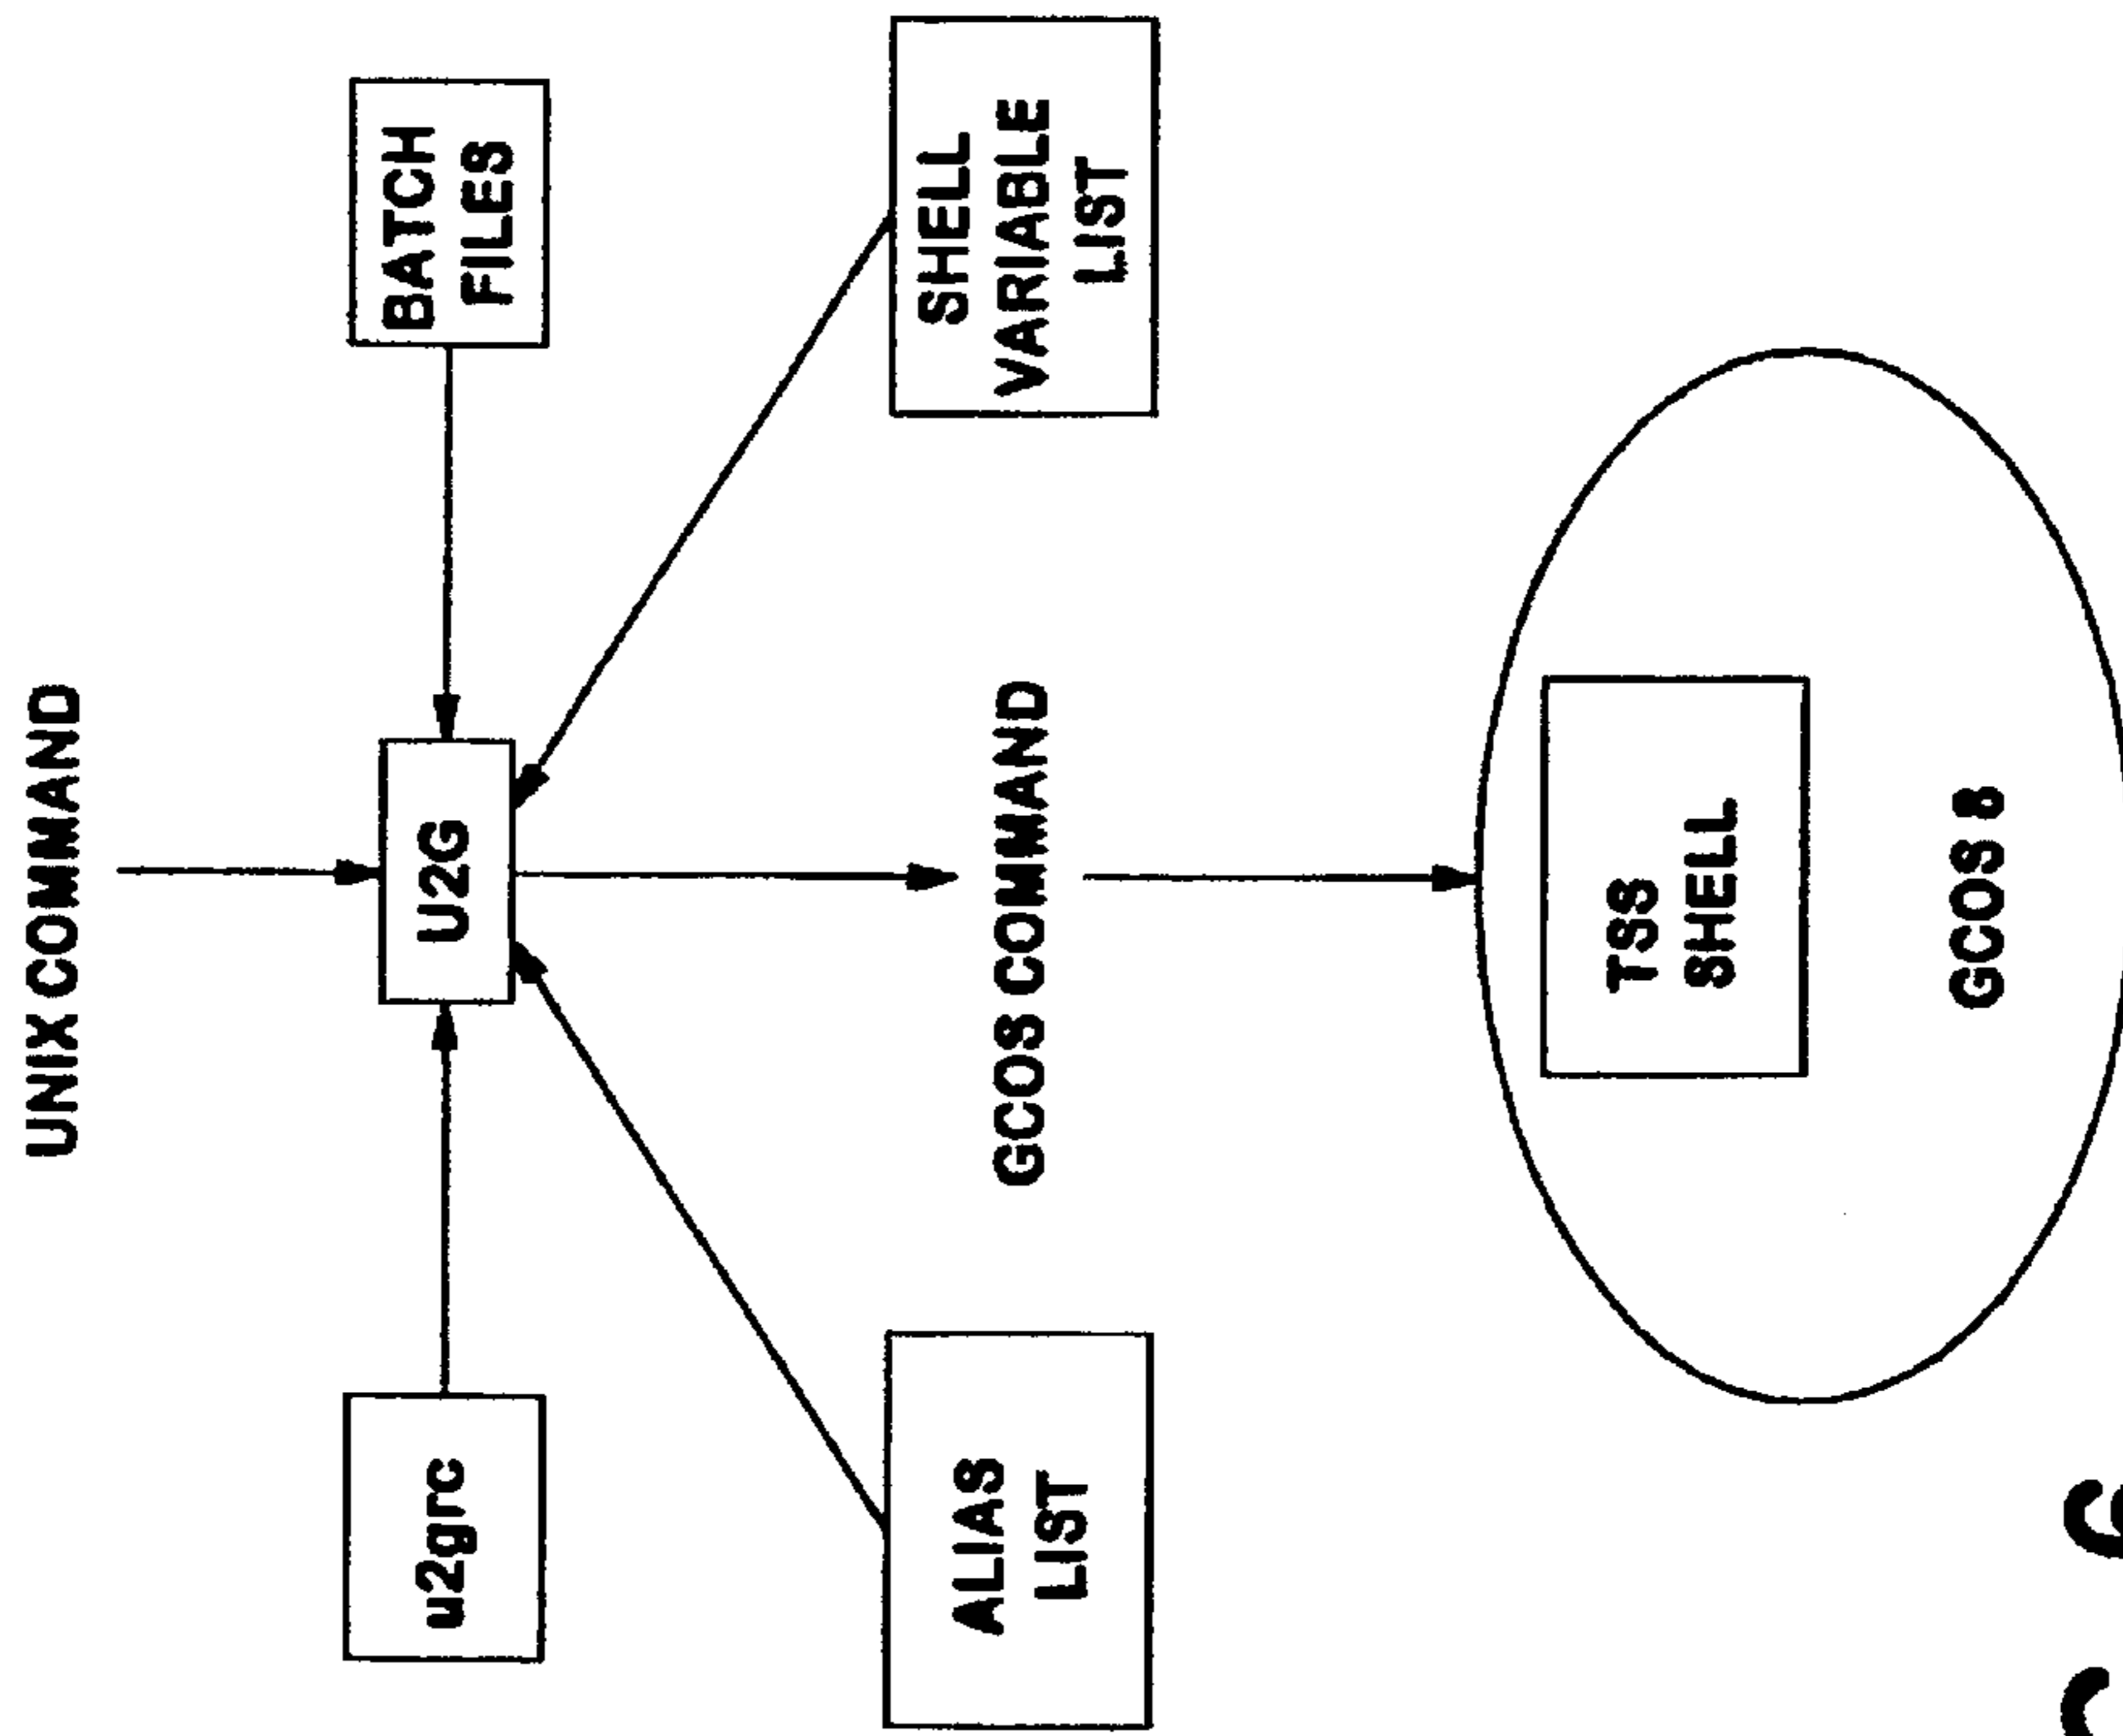 UNIX COMMAND
u2grc
U2G
BATCH
FILES
ALIAS
LIST
GCOS COMMAND
SHELL
VARIABLE
LIST
TSS
SHELL
GCOS 8